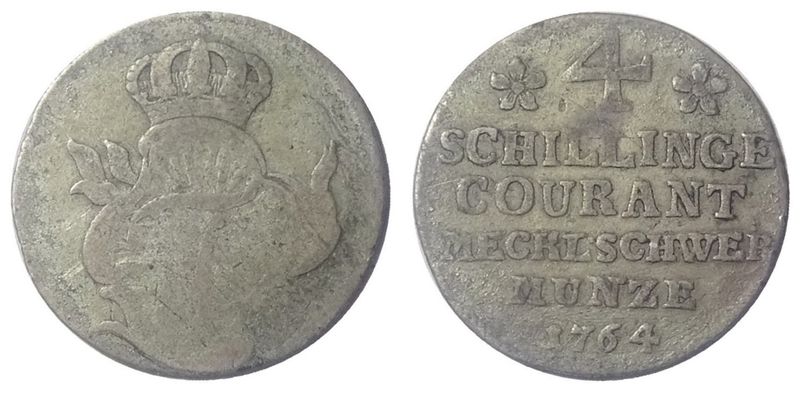 4
SCHILLINGE
COURANT
MECKLSCHWER
MUNZE
1764